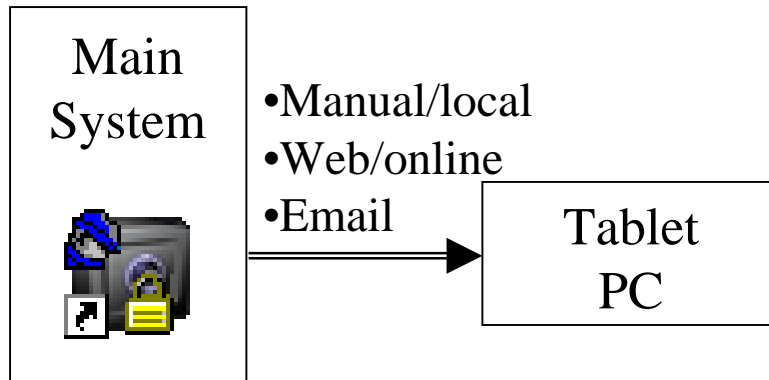 Main
System
•Manual/local
•Web/online
•Email
Tablet
PC